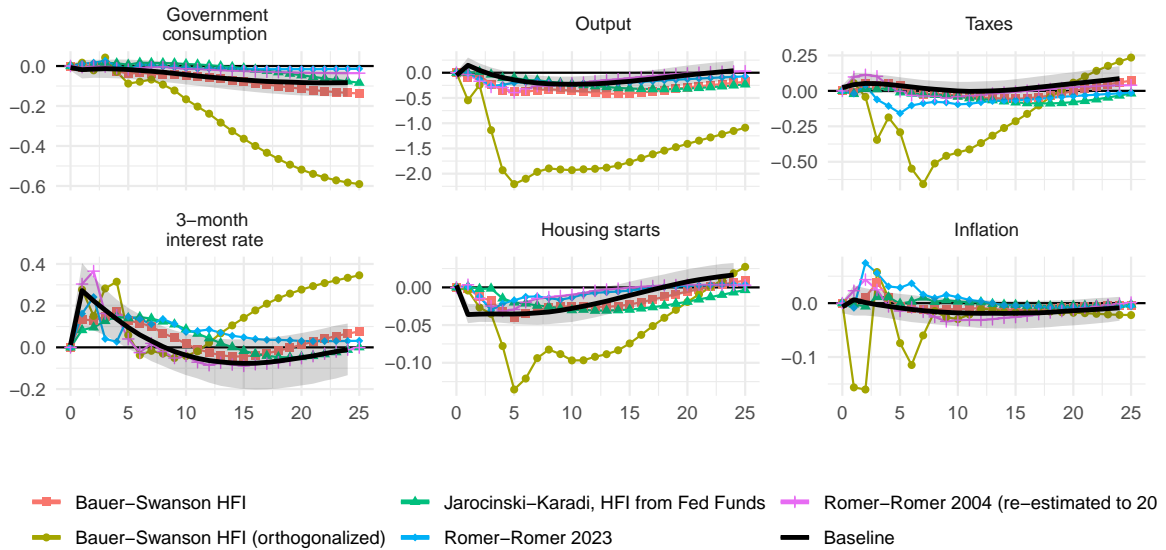 Government
consumption
Output
Taxes
0.0
−0.2
−0.4
−0.6
0.0
−0.5
−1.0
−1.5
−2.0
0.25
0.00
−0.25
−0.50
3−month
interest rate
Housing starts
Inflation
0.4
0.2
0.0
−0.2
0.00
−0.05
−0.10
0.0
−0.1
0 5 10 15 20 25
0 5 10 15 20 25
0 5 10 15 20 25
Bauer−Swanson HFI
Jarocinski−Karadi, HFI from Fed Funds
Romer−Romer 2004 (re−estimated to 20
Bauer−Swanson HFI (orthogonalized)
Romer−Romer 2023
Baseline